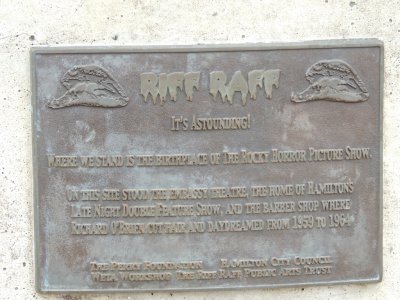 RIFF RAFF
IT'S ASTOUNDING!
WHERE WE STAND IS THE BIRTHPLACE OF THE ROCKY HORROR PICTURE SHOW.
ON THIS SITE STOOD THE EMBASSY THEATRE, THE HOME OF HAMILTON'S
LATE NIGHT DOUBLE FEATURE SHOW, AND THE BARBER SHOP WHERE
RICHARD O'BRIEN CUT HAIR AND DAYDREAMED FROM 1959 TO 1964
THE PERRY FOUNDATION HAMILTON CITY COUNCIL
WETA WORKSHOP THE RIFF RAFF PUBLIC ARTS TRUST